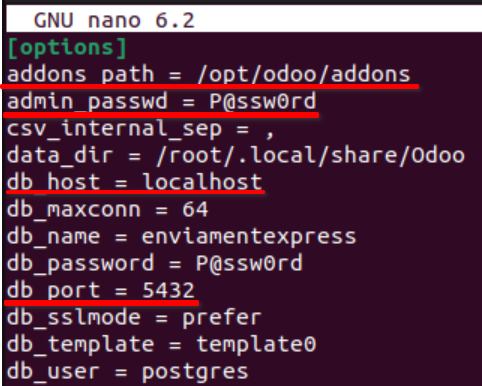 GNU nano 6.2
[options]
addons_path = /opt/odoo/addons
admin_passwd = P@ssw0rd
csv_internal_sep = ,
data_dir = /root/.local/share/Odoo
db_host = localhost
db_maxconn = 64
db_name = enviamentexpress
db_password = P@ssw0rd
db_port = 5432
db_sslmode = prefer
db_template = template0
db_user = postgres